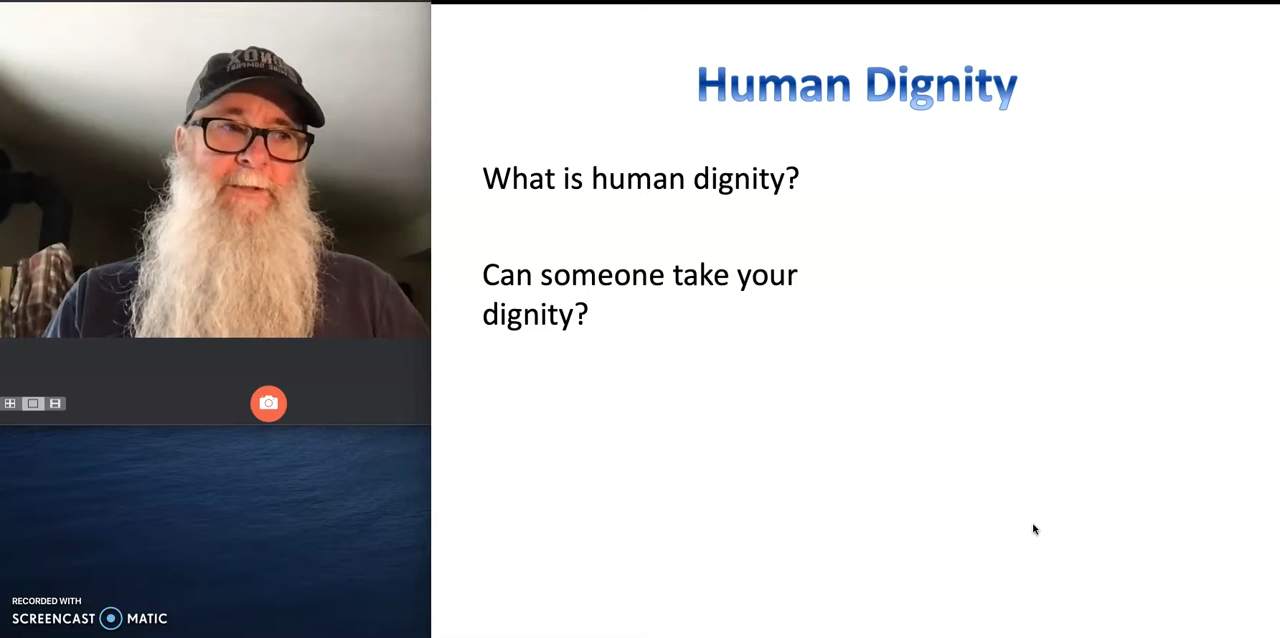 Human Dignity
What is human dignity?
Can someone take your
dignity?
RECORDED WITH
SCREENCAST MATIC